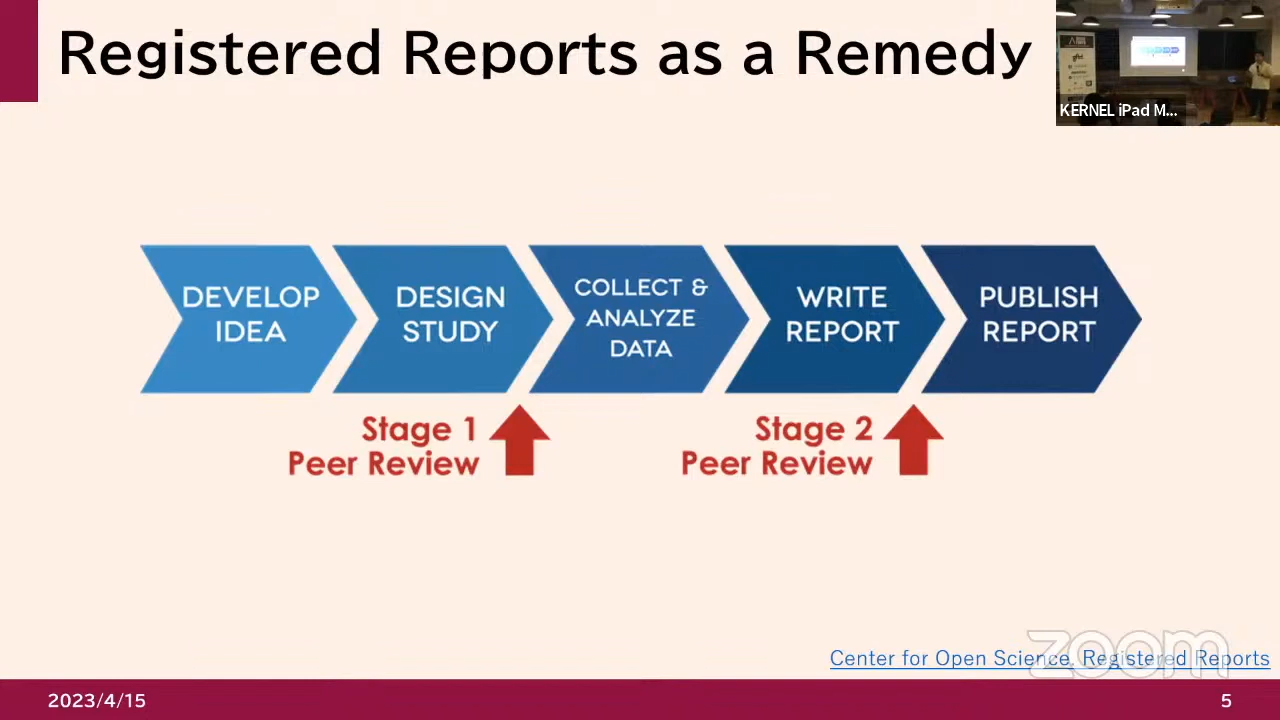 Registered Reports as a Remedy
KERNEL iPad M...
DEVELOP
IDEA
DESIGN
STUDY
COLLECT &
ANALYZE
DATA
WRITE
REPORT
PUBLISH
REPORT
Stage 1
Peer Review
Stage 2
Peer Review
zoom
Center for Open Science, Registered Reports
2023/4/15
5